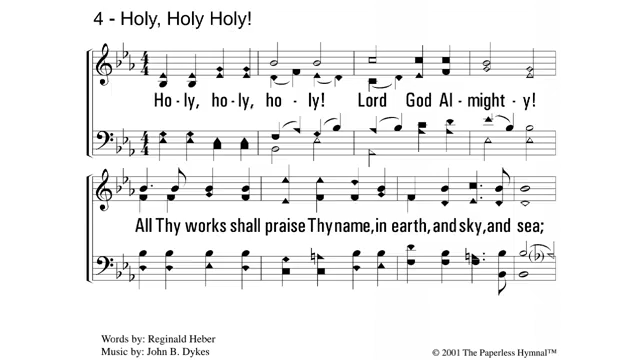 4 - Holy, Holy Holy!
Ho - ly, ho - ly, ho - ly! Lord God Al - might - y!
All Thy works shall praise Thy name, in earth, and sky, and sea;
Words by: Reginald Heber
Music by: John B. Dykes
© 2001 The Paperless Hymnal™